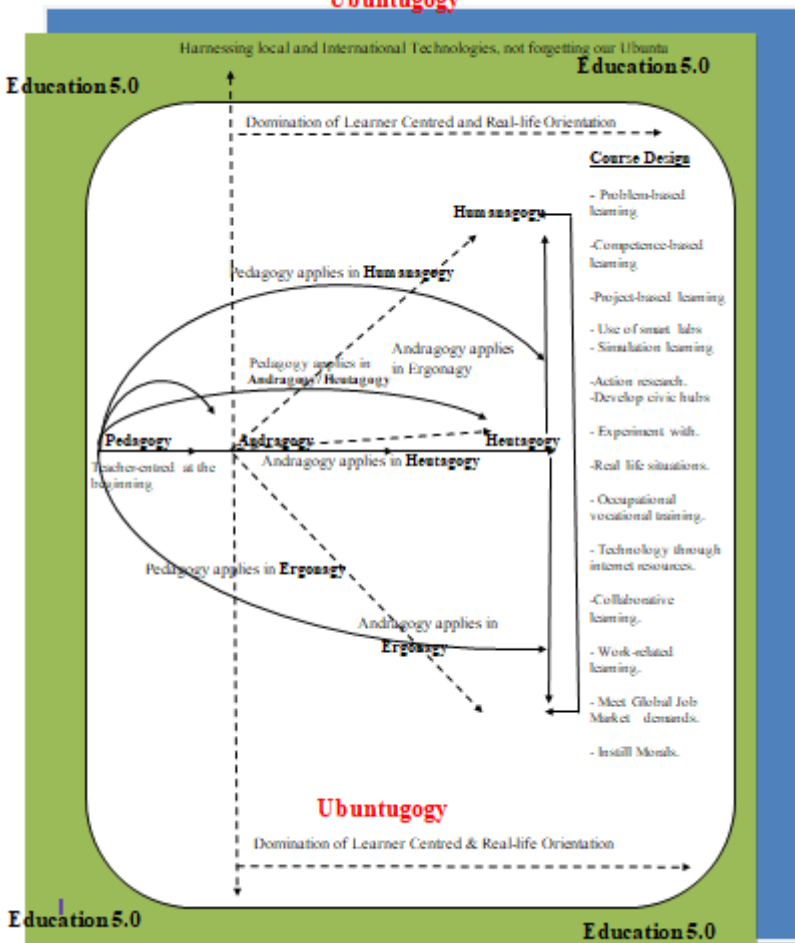 Ubuntugogy
Harnessing local and International Technologies, not forgetting our Ubuntu
Education 5.0
Education 5.0
Domination of Learner Centred and Real-life Orientation
Course Design
- Problem-based
learning
-Competence-based
learning
-Project-based learning
- Use of smart labs
- Simulation learning
-Action research.
-Develop civic hubs
- Experiment with.
-Real life situations.
- Occupational
vocational training.
- Technology through
internet resources.
-Collaborative
learning.
- Work-related
learning.
- Meet Global Job
Market demands.
- Instill Morals.
Humanagogy
Pedagogy applies in Humanagogy
Andragogy applies
in Ergonagy
Pedagogy applies in
Andragogy/Heutagogy
Pedagogy
Andragogy
Heutagogy
Teacher-entred at the
beginning
Andragogy applies in Heutagogy
Pedagogy applies in Ergonagy
Andragogy applies in
Ergonagy
Ubuntugogy
Domination of Learner Centred & Real-life Orientation
Education 5.0
Education 5.0